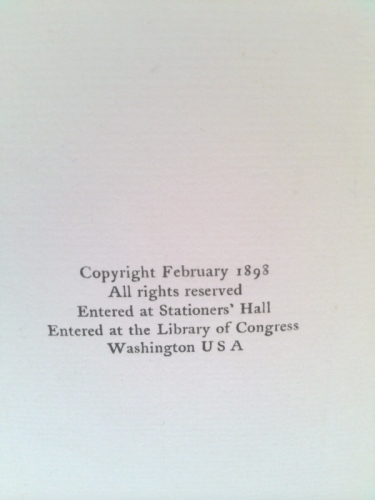 Copyright February 1898
All rights reserved
Entered at Stationers' Hall
Entered at the Library of Congress
Washington U S A